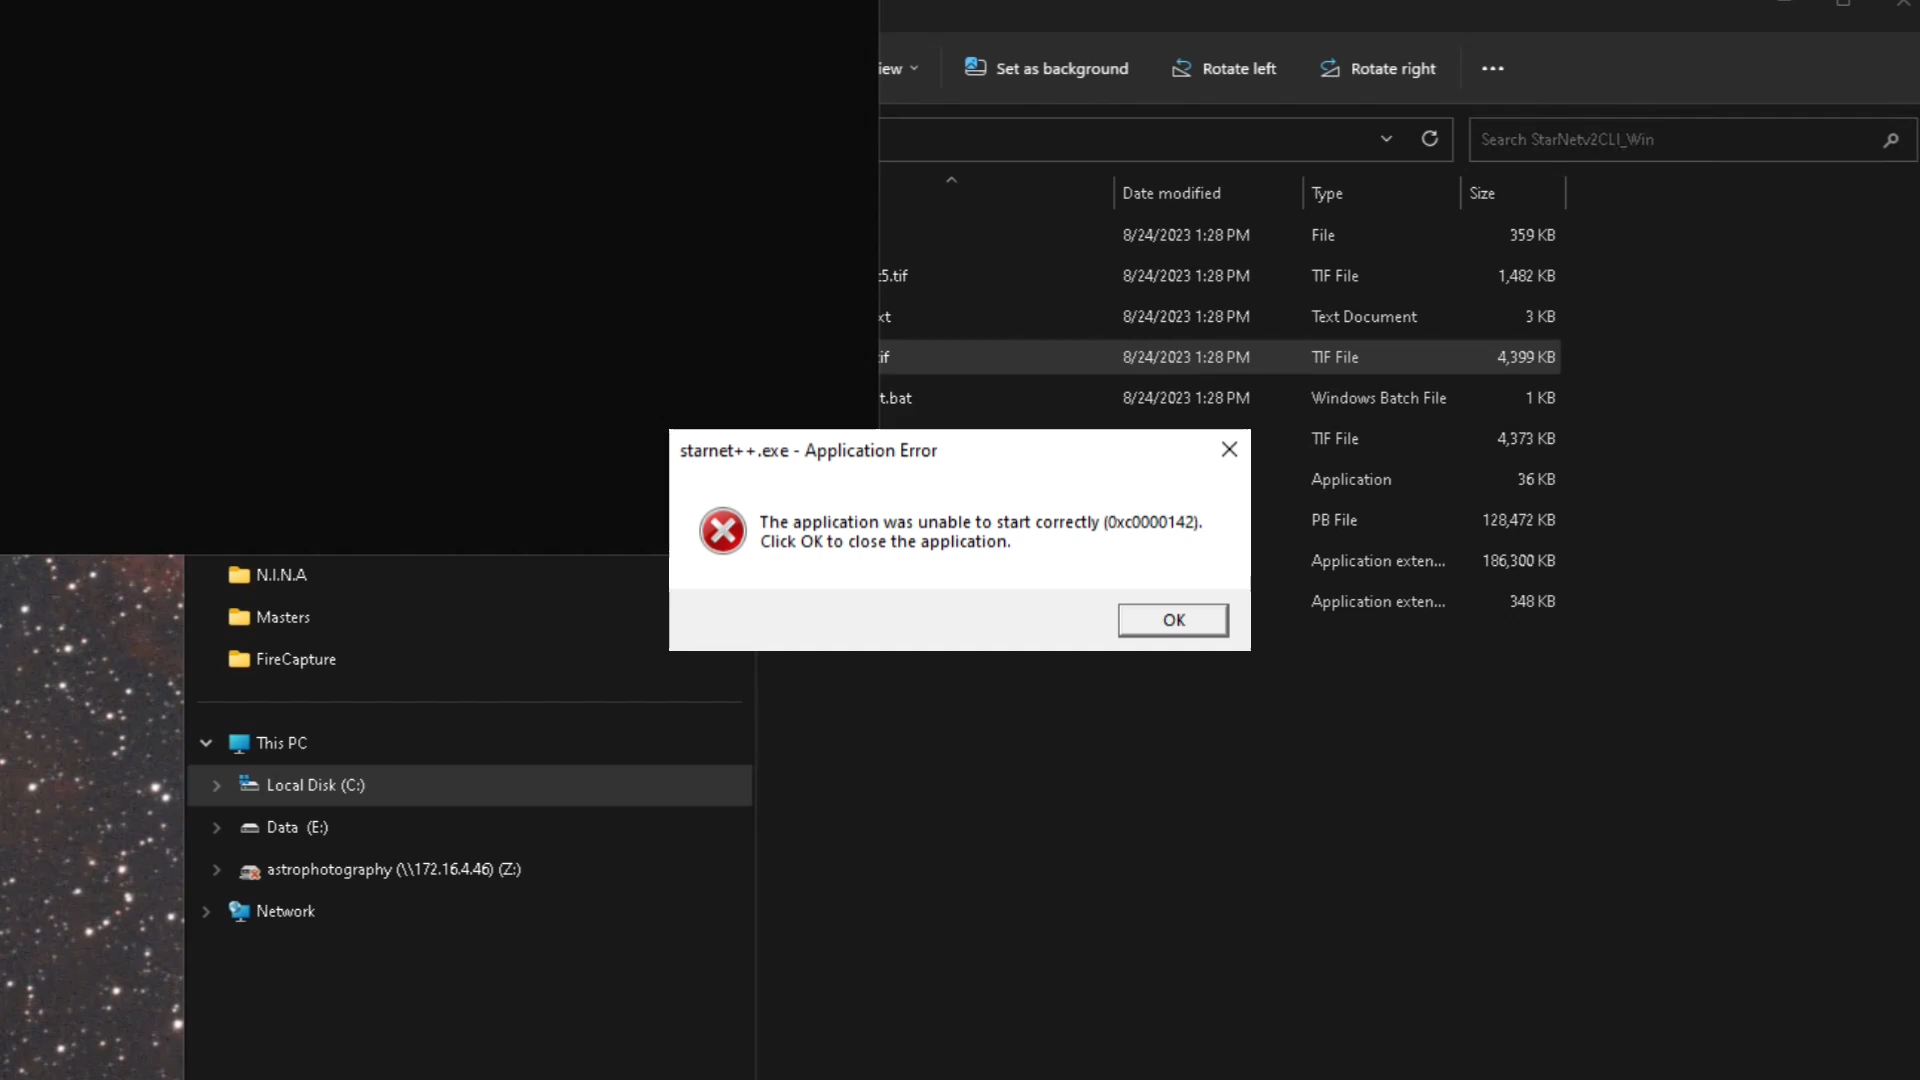 iew
Set as background
Rotate left
Rotate right
Search StarNetv2CLI_Win
Date modified
Type
Size
8/24/2023 1:28 PM
File
359 KB
t5.tif
8/24/2023 1:28 PM
TIF File
1,482 KB
xt
8/24/2023 1:28 PM
Text Document
3 KB
if
8/24/2023 1:28 PM
TIF File
4,399 KB
t.bat
8/24/2023 1:28 PM
Windows Batch File
1 KB
TIF File
4,373 KB
Application
36 KB
PB File
128,472 KB
Application exten...
186,300 KB
Application exten...
348 KB
starnet++.exe - Application Error
The application was unable to start correctly (0xc0000142).
Click OK to close the application.
OK
N.I.N.A
Masters
FireCapture
This PC
Local Disk (C:)
Data (E:)
astrophotography (\\172.16.4.46) (Z:)
Network